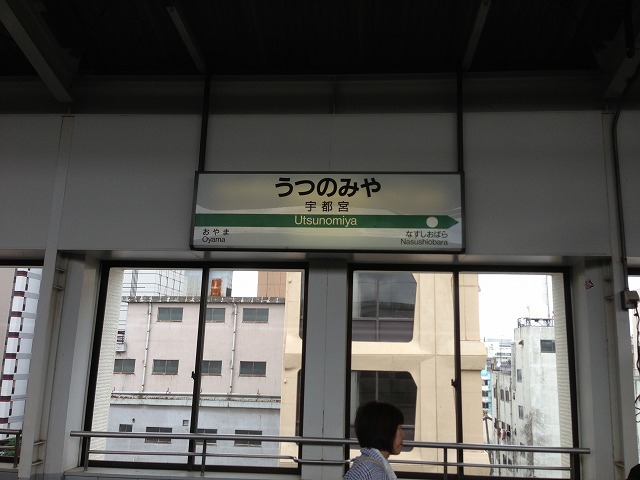 うつのみや
宇都宮
Utsunomiya
おやま
Oyama
なすしおばら
Nasushiobara